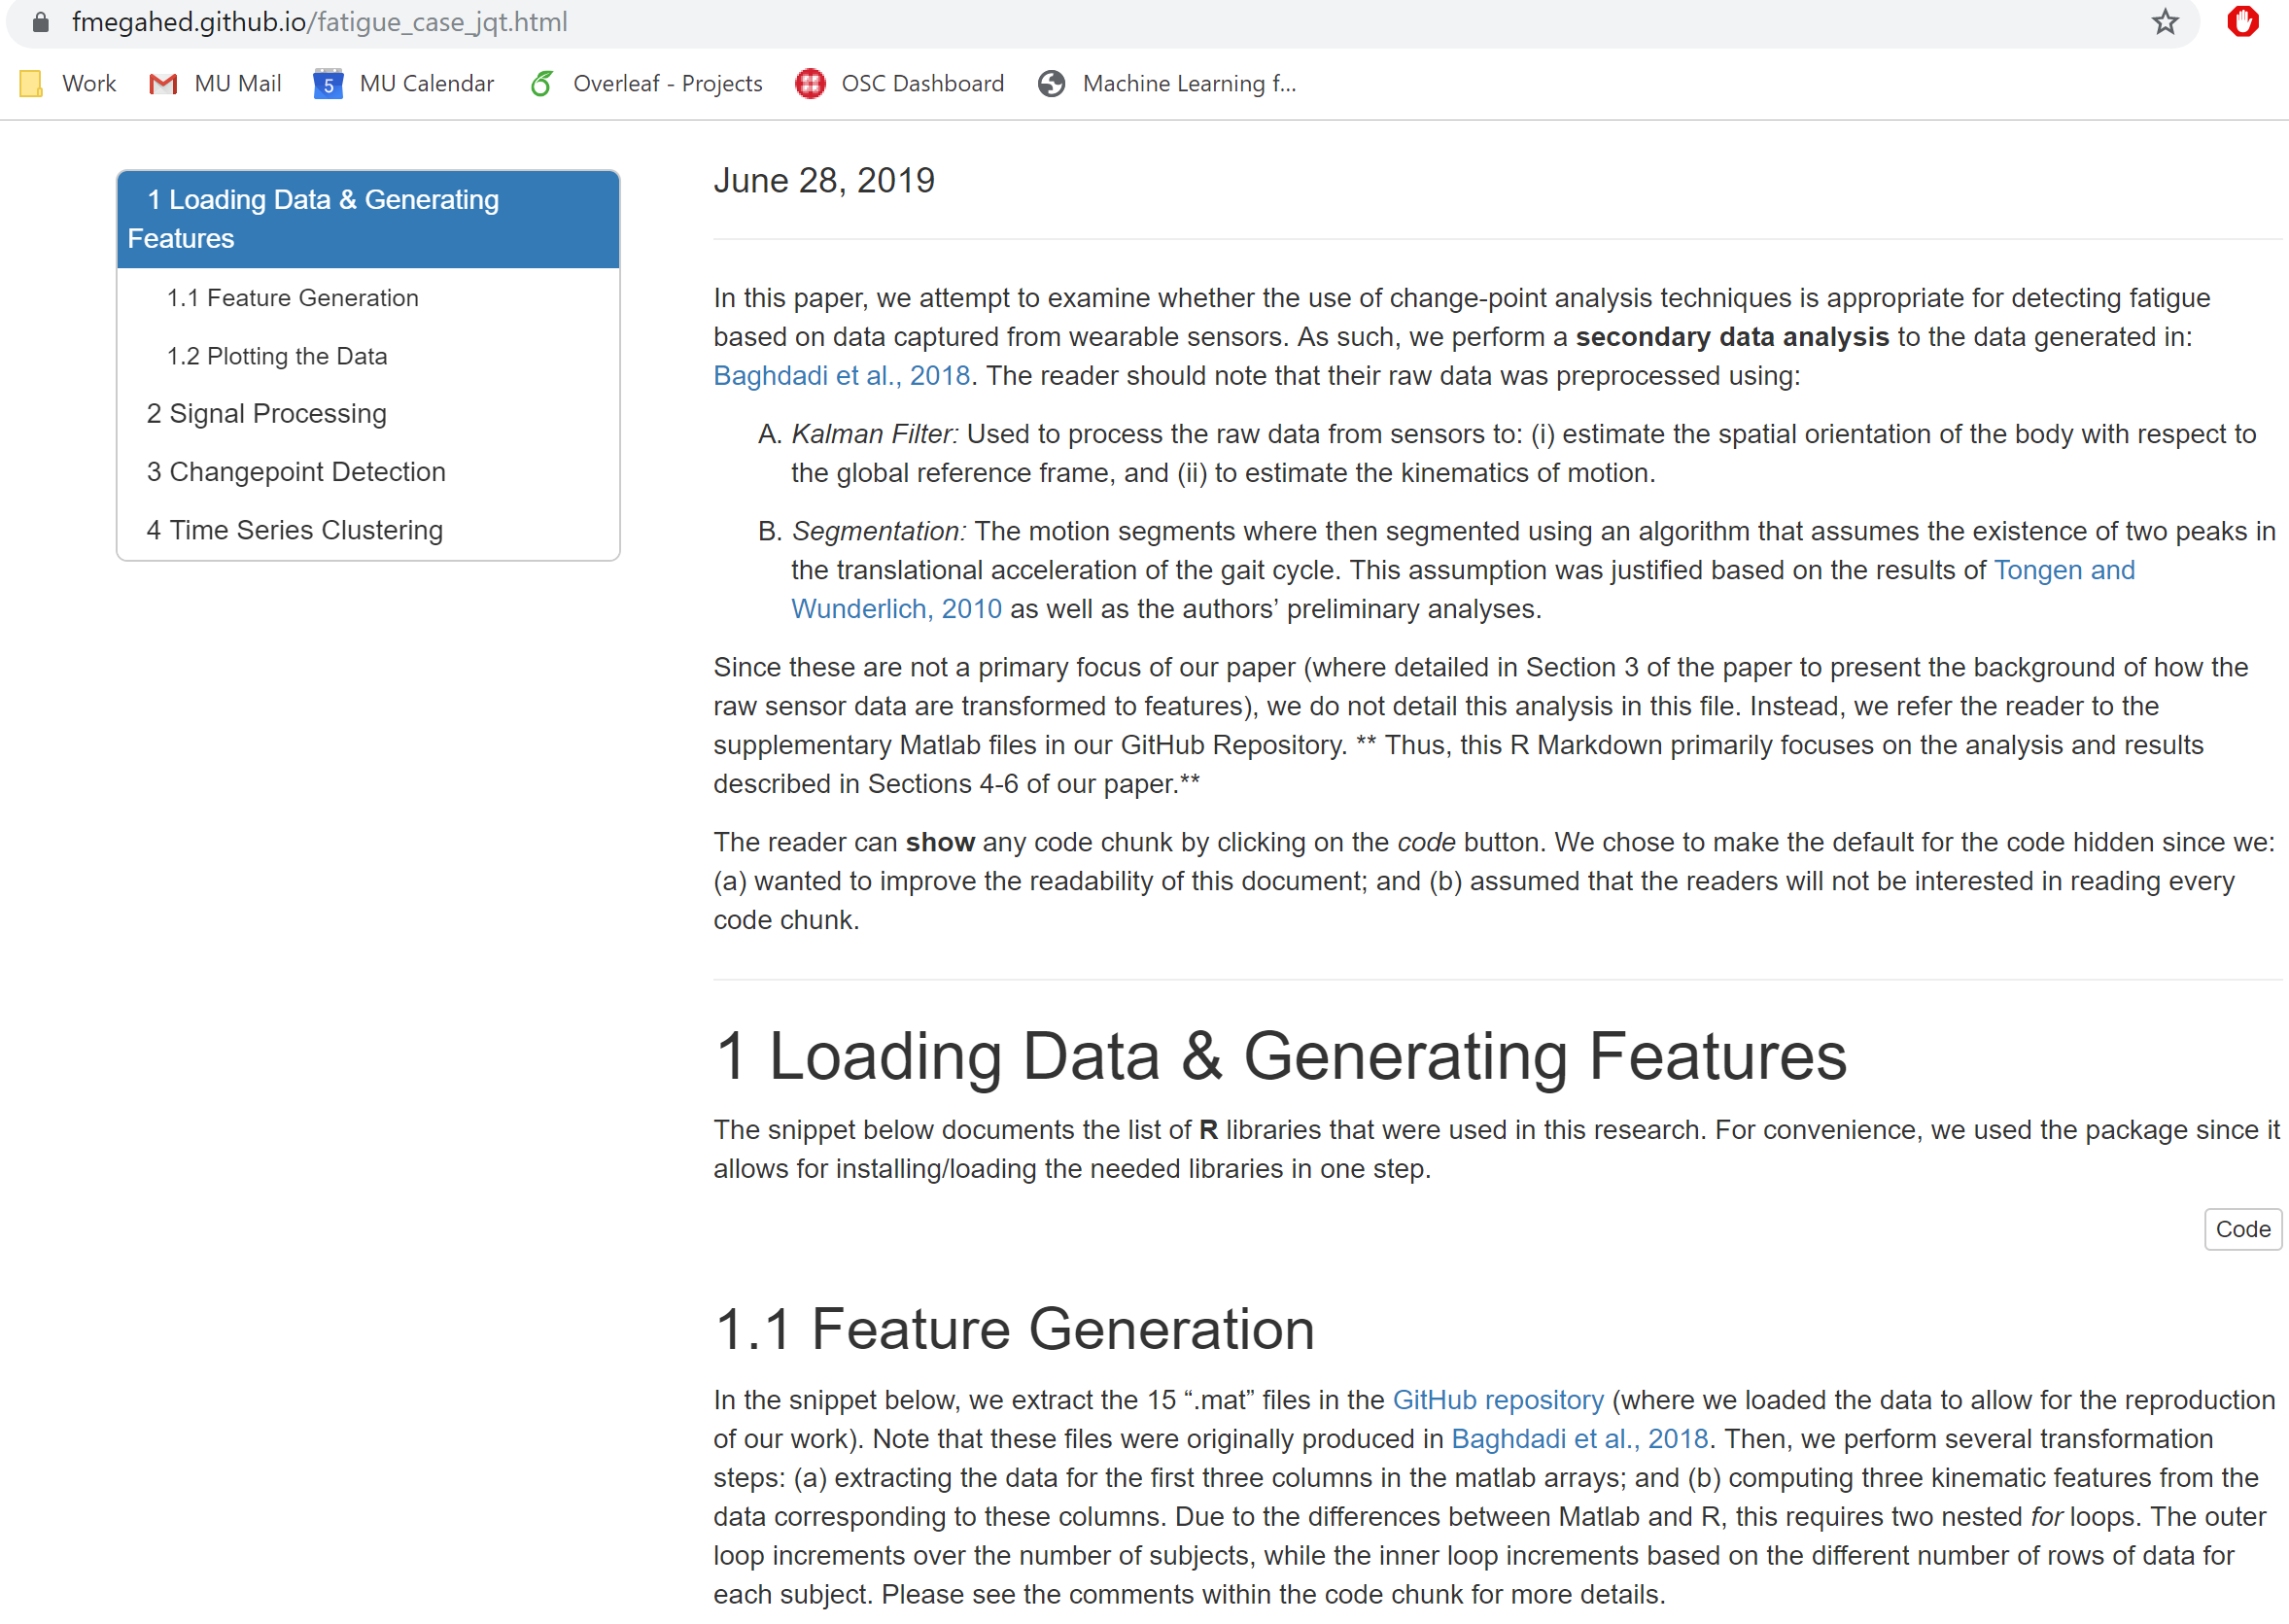 fmegahed.github.io/fatigue_case_jqt.html
Work MU Mail 5 MU Calendar Overleaf - Projects OSC Dashboard Machine Learning f...
1 Loading Data & Generating
Features
1.1 Feature Generation
1.2 Plotting the Data
2 Signal Processing
3 Changepoint Detection
4 Time Series Clustering
June 28, 2019
In this paper, we attempt to examine whether the use of change-point analysis techniques is appropriate for detecting fatigue
based on data captured from wearable sensors. As such, we perform a secondary data analysis to the data generated in:
Baghdadi et al., 2018. The reader should note that their raw data was preprocessed using:
A. Kalman Filter: Used to process the raw data from sensors to: (i) estimate the spatial orientation of the body with respect to
the global reference frame, and (ii) to estimate the kinematics of motion.
B. Segmentation: The motion segments where then segmented using an algorithm that assumes the existence of two peaks in
the translational acceleration of the gait cycle. This assumption was justified based on the results of Tongen and
Wunderlich, 2010 as well as the authors’ preliminary analyses.
Since these are not a primary focus of our paper (where detailed in Section 3 of the paper to present the background of how the
raw sensor data are transformed to features), we do not detail this analysis in this file. Instead, we refer the reader to the
supplementary Matlab files in our GitHub Repository. ** Thus, this R Markdown primarily focuses on the analysis and results
described in Sections 4-6 of our paper.**
The reader can show any code chunk by clicking on the code button. We chose to make the default for the code hidden since we:
(a) wanted to improve the readability of this document; and (b) assumed that the readers will not be interested in reading every
code chunk.
1 Loading Data & Generating Features
The snippet below documents the list of R libraries that were used in this research. For convenience, we used the package since it
allows for installing/loading the needed libraries in one step.
Code
1.1 Feature Generation
In the snippet below, we extract the 15 “.mat” files in the GitHub repository (where we loaded the data to allow for the reproduction
of our work). Note that these files were originally produced in Baghdadi et al., 2018. Then, we perform several transformation
steps: (a) extracting the data for the first three columns in the matlab arrays; and (b) computing three kinematic features from the
data corresponding to these columns. Due to the differences between Matlab and R, this requires two nested for loops. The outer
loop increments over the number of subjects, while the inner loop increments based on the different number of rows of data for
each subject. Please see the comments within the code chunk for more details.